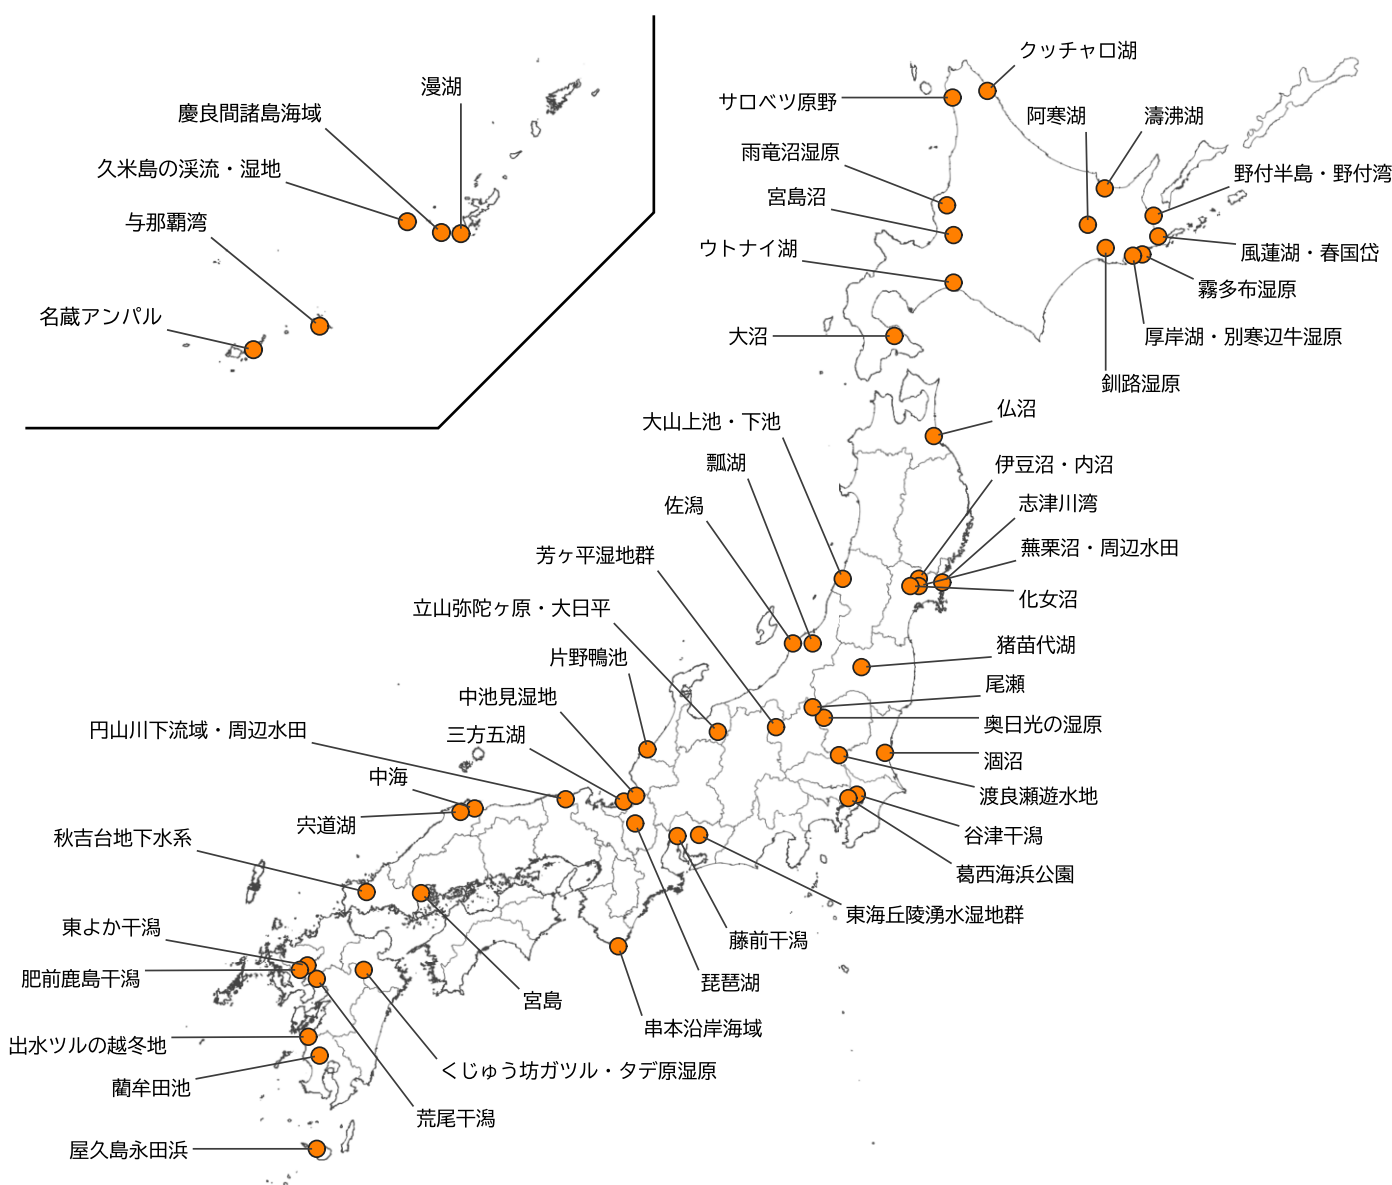 クッチャロ湖
漫湖
サロベツ原野
慶良間諸島海域
阿寒湖
濤沸湖
雨竜沼湿原
久米島の渓流・湿地
野付半島・野付湾
宮島沼
与那覇湾
ウトナイ湖
風蓮湖・春国岱
霧多布湿原
名蔵アンパル
大沼
厚岸湖・別寒辺牛湿原
釧路湿原
仏沼
大山上池・下池
瓢湖
伊豆沼・内沼
佐潟
志津川湾
蕪栗沼・周辺水田
芳ヶ平湿地群
化女沼
立山弥陀ヶ原・大日平
猪苗代湖
片野鴨池
尾瀬
中池見湿地
奥日光の湿原
円山川下流域・周辺水田
三方五湖
涸沼
中海
渡良瀬遊水地
宍道湖
谷津干潟
秋吉台地下水系
葛西海浜公園
東海丘陵湧水湿地群
東よか干潟
藤前干潟
肥前鹿島干潟
琵琶湖
宮島
串本沿岸海域
出水ツルの越冬地
くじゅう坊ガツル・タデ原湿原
藺牟田池
荒尾干潟
屋久島永田浜